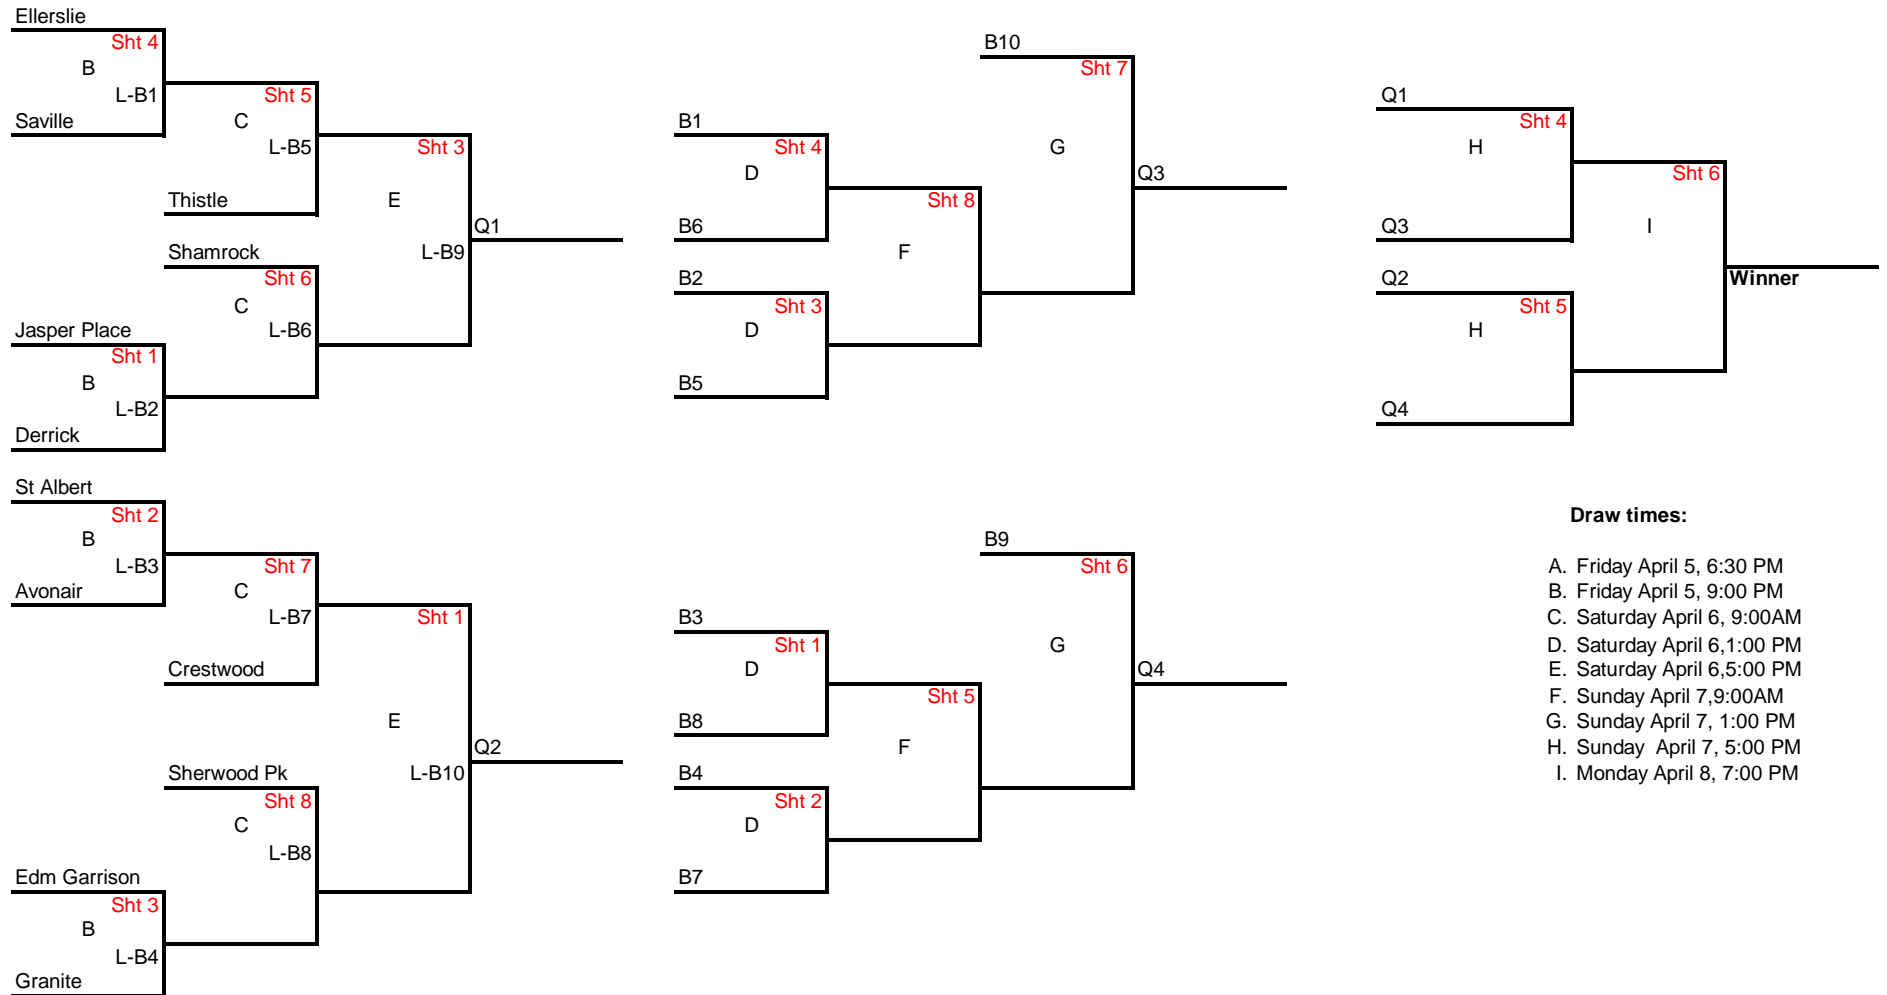 Ellerslie
Sht 4
B
L-B1
Saville
Sht 5
C
L-B5
Thistle
Sht 3
E
L-B9
Q1
Shamrock
Sht 6
C
L-B6
Jasper Place
Sht 1
B
L-B2
Derrick
St Albert
Sht 2
B
L-B3
Avonair
Sht 7
C
L-B7
Crestwood
Sht 1
E
L-B10
Q2
Sherwood Pk
Sht 8
C
L-B8
Edm Garrison
Sht 3
B
L-B4
Granite
B10
Sht 7
G
Q3
B1
Sht 4
D
B6
Sht 8
F
B2
Sht 3
D
B5
B9
Sht 6
G
Q4
B3
Sht 1
D
B8
Sht 5
F
B4
Sht 2
D
B7
Q1
Sht 4
H
Q3
Sht 6
I
Winner
Q2
Sht 5
H
Q4
Draw times:
A. Friday April 5, 6:30 PM
B. Friday April 5, 9:00 PM
C. Saturday April 6, 9:00AM
D. Saturday April 6,1:00 PM
E. Saturday April 6,5:00 PM
F. Sunday April 7,9:00AM
G. Sunday April 7, 1:00 PM
H. Sunday April 7, 5:00 PM
I. Monday April 8, 7:00 PM